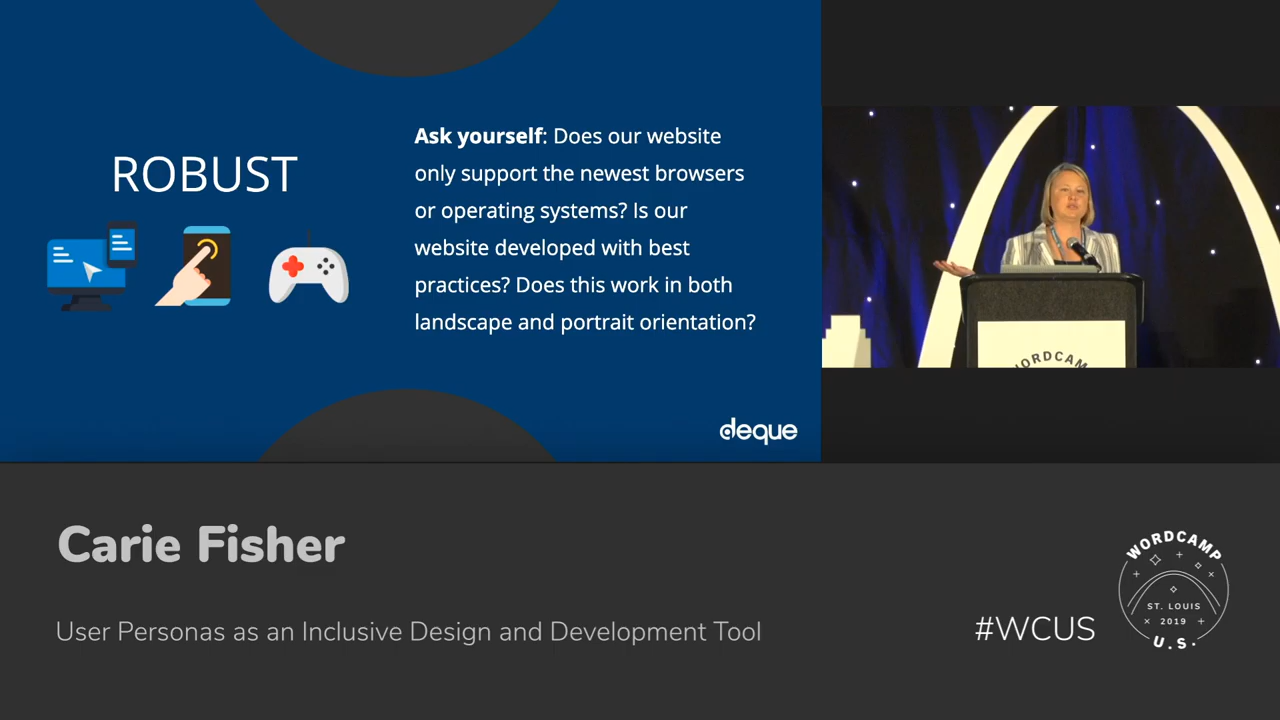 ROBUST
Ask yourself: Does our website
only support the newest browsers
or operating systems? Is our
website developed with best
practices? Does this work in both
landscape and portrait orientation?
deque
WORDCAMP
Carie Fisher
User Personas as an Inclusive Design and Development Tool
#WCUS
WORDCAMP
ST. LOUIS
2019
U.S.